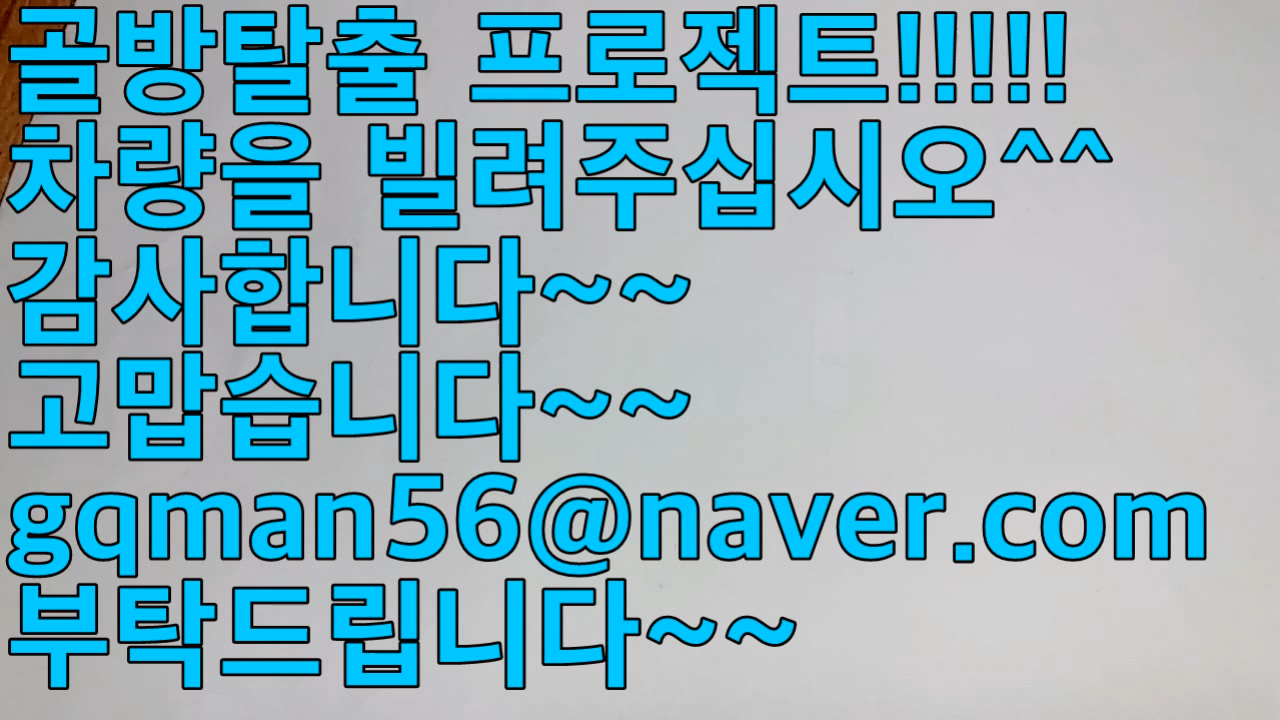 골방탈출 프로젝트!!!!!
차량을 빌려주십시오^^
감사합니다~~
고맙습니다~~
gqman56@naver.com
부탁드립니다~~